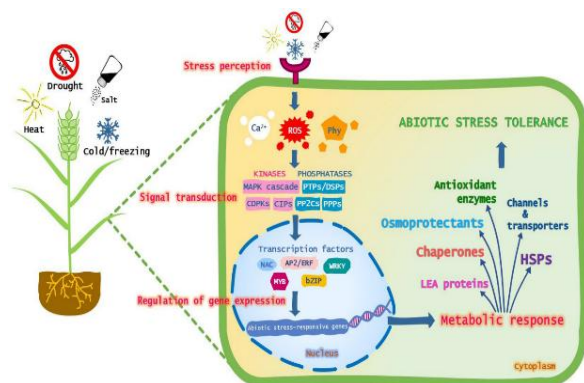 Drought
Salt
Heat
Cold/freezing
Stress perception
Ca²⁺
ROS
Phy
Signal transduction
KINASES PHOSPHATASES
MAPK cascade PTPs/DSPs
CDPKs CIPs PP2Cs PPPs
Transcription factors
NAC AP2/ERF WRKY
MYB bZIP
Regulation of gene expression
Abiotic stress-responsive genes
Nucleus
ABIOTIC STRESS TOLERANCE
Antioxidant
enzymes
Channels
&
transporters
Osmoprotectants
Chaperones
HSPs
LEA proteins
Metabolic response
Cytoplasm